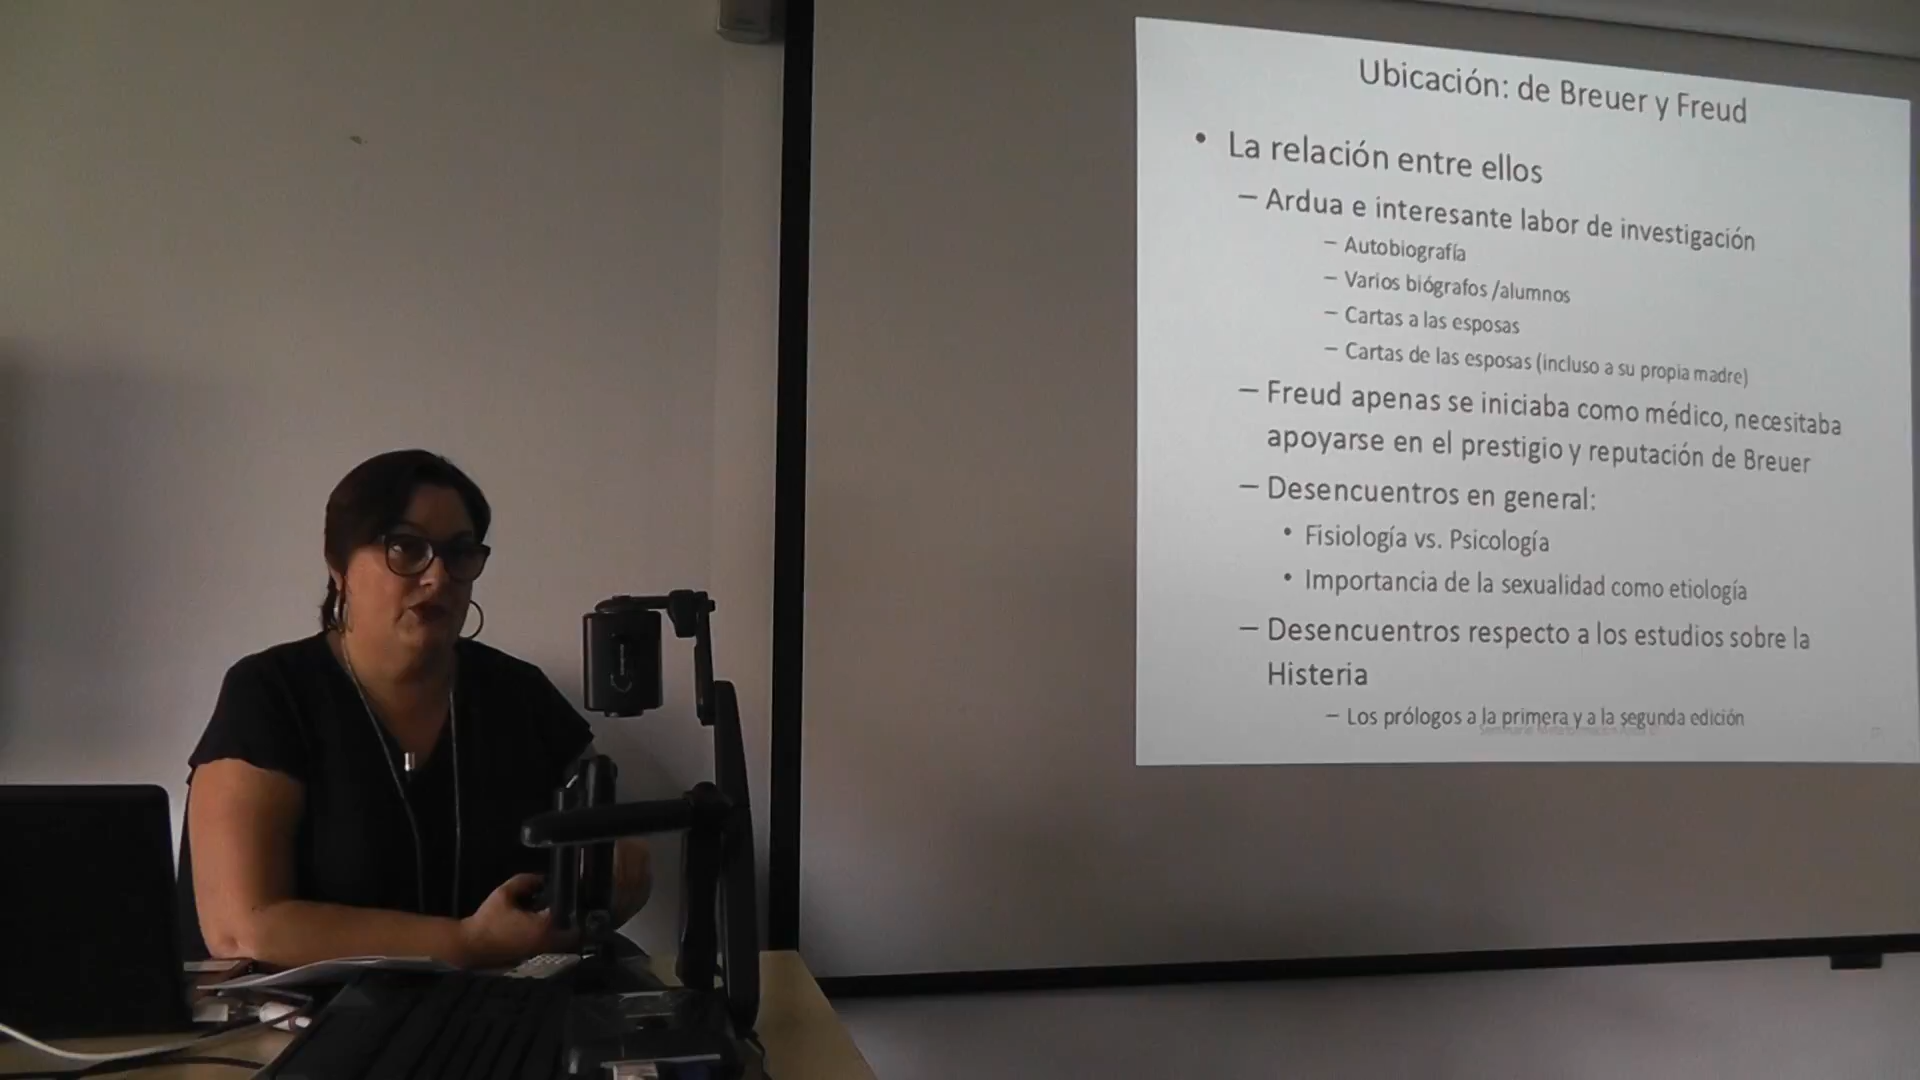 Ubicación: de Breuer y Freud
• La relación entre ellos
– Ardua e interesante labor de investigación
– Autobiografía
– Varios biógrafos /alumnos
– Cartas a las esposas
– Cartas de las esposas (incluso a su propia madre)
– Freud apenas se iniciaba como médico, necesitaba
apoyarse en el prestigio y reputación de Breuer
– Desencuentros en general:
• Fisiología vs. Psicología
• Importancia de la sexualidad como etiología
– Desencuentros respecto a los estudios sobre la
Histeria
– Los prólogos a la primera y a la segunda edición